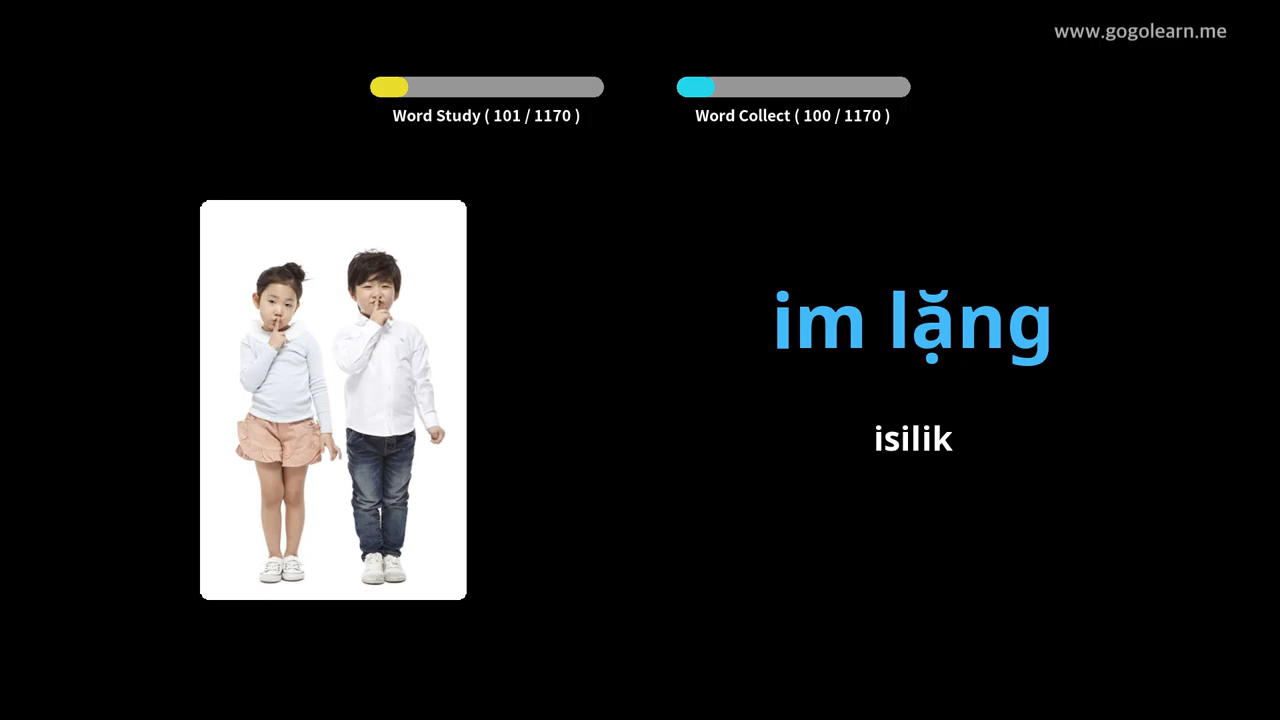 www.gogolearn.me
Word Study ( 101 / 1170 )
Word Collect ( 100 / 1170 )
im lặng
isilik